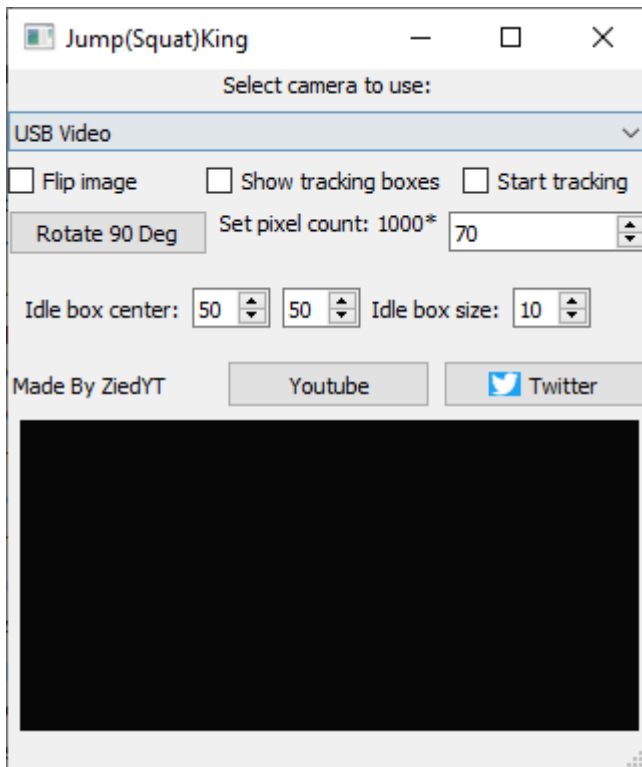 Jump(Squat)King
Select camera to use:
USB Video
Flip image Show tracking boxes Start tracking
Rotate 90 Deg Set pixel count: 1000* 70
Idle box center: 50 50 Idle box size: 10
Made By ZiedYT Youtube Twitter